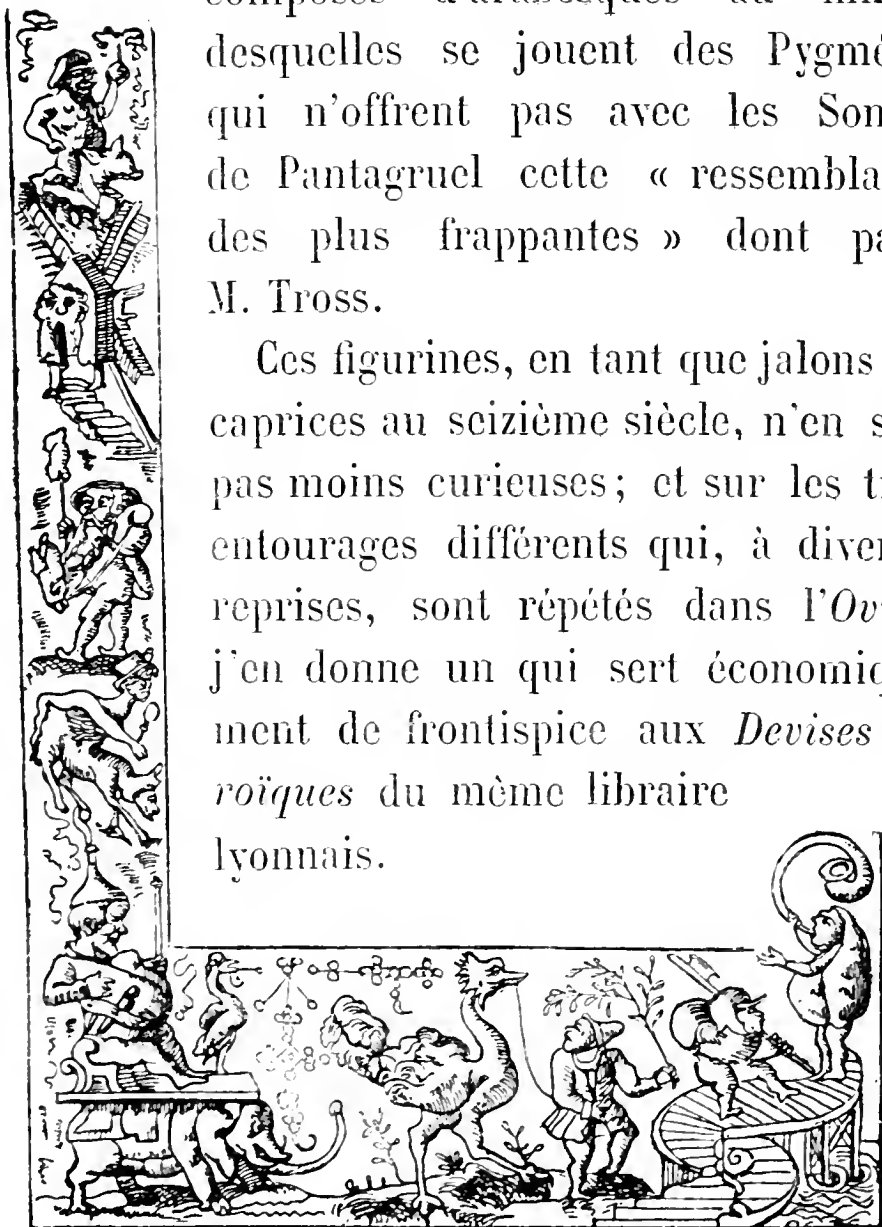 composés d'arabesques au
desquelles se jouent des Pygmé
qui n'offrent pas avec les Son
de Pantagruel cette « ressembla
des plus frappantes » dont pa
M. Tross.
Ces figurines, en tant que jalons
caprices au seizième siècle, n'en s
pas moins curieuses; et sur les t
entourages différents qui, à diver
reprises, sont répétés dans l'Ov
j'en donne un qui sert économiq
ment de frontispice aux Devises
roïques du même libraire
lyonnais.